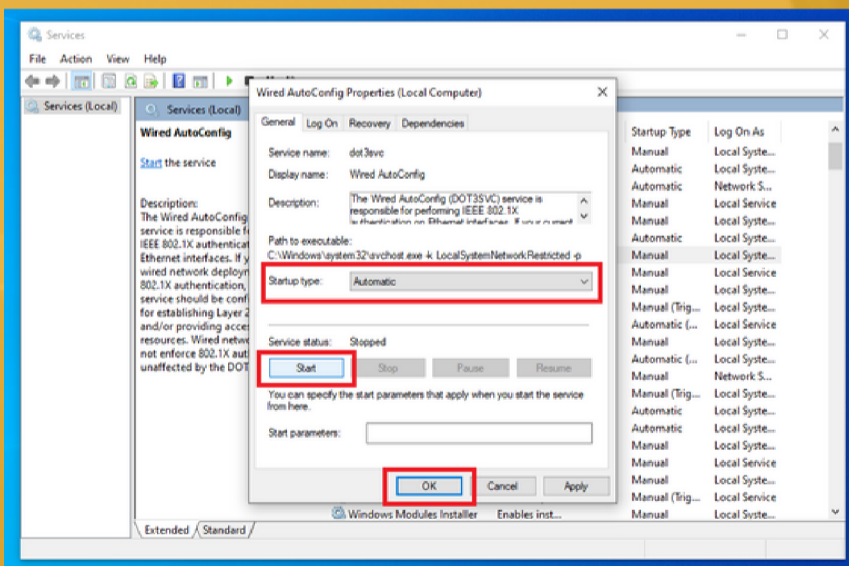 Services
File Action View Help
Services (Local)
Services (Local)
Wired AutoConfig
Start the service
Description:
The Wired AutoConfig
service is responsible f
IEEE 802.1X authenticat
Ethernet interfaces. If y
wired network deployn
802.1X authentication,
service should be conf
for establishing Layer 2
and/or providing acce
resources. Wired netwo
not enforce 802.1X aut
unaffected by the DOT
Wired AutoConfig Properties (Local Computer)
General Log On Recovery Dependencies
Service name: dot3svc
Display name: Wired AutoConfig
Description: The Wired AutoConfig (DOT3SVC) service is
responsible for performing IEEE 802.1X
authentication on Ethernet interfaces. If your current
Path to executable:
C:\Windows\system32\svchost.exe -k LocalSystemNetworkRestricted -p
Startup type: Automatic
Service status: Stopped
Start Stop Pause Resume
You can specify the start parameters that apply when you start the service
from here.
Start parameters:
OK Cancel Apply
Startup Type Log On As
Manual Local Syste...
Automatic Local Syste...
Automatic Network S...
Manual Local Service
Manual Local Syste...
Automatic Local Syste...
Manual Local Syste...
Manual Local Service
Manual Local Syste...
Manual (Trig... Local Syste...
Automatic (... Local Service
Manual Local Syste...
Automatic (... Local Syste...
Manual Network S...
Manual (Trig... Local Syste...
Automatic Local Syste...
Automatic Local Syste...
Manual Local Syste...
Manual Local Service
Manual Local Syste...
Manual (Trig... Local Service
Windows Modules Installer Enables inst... Manual Local Syste...
Extended Standard